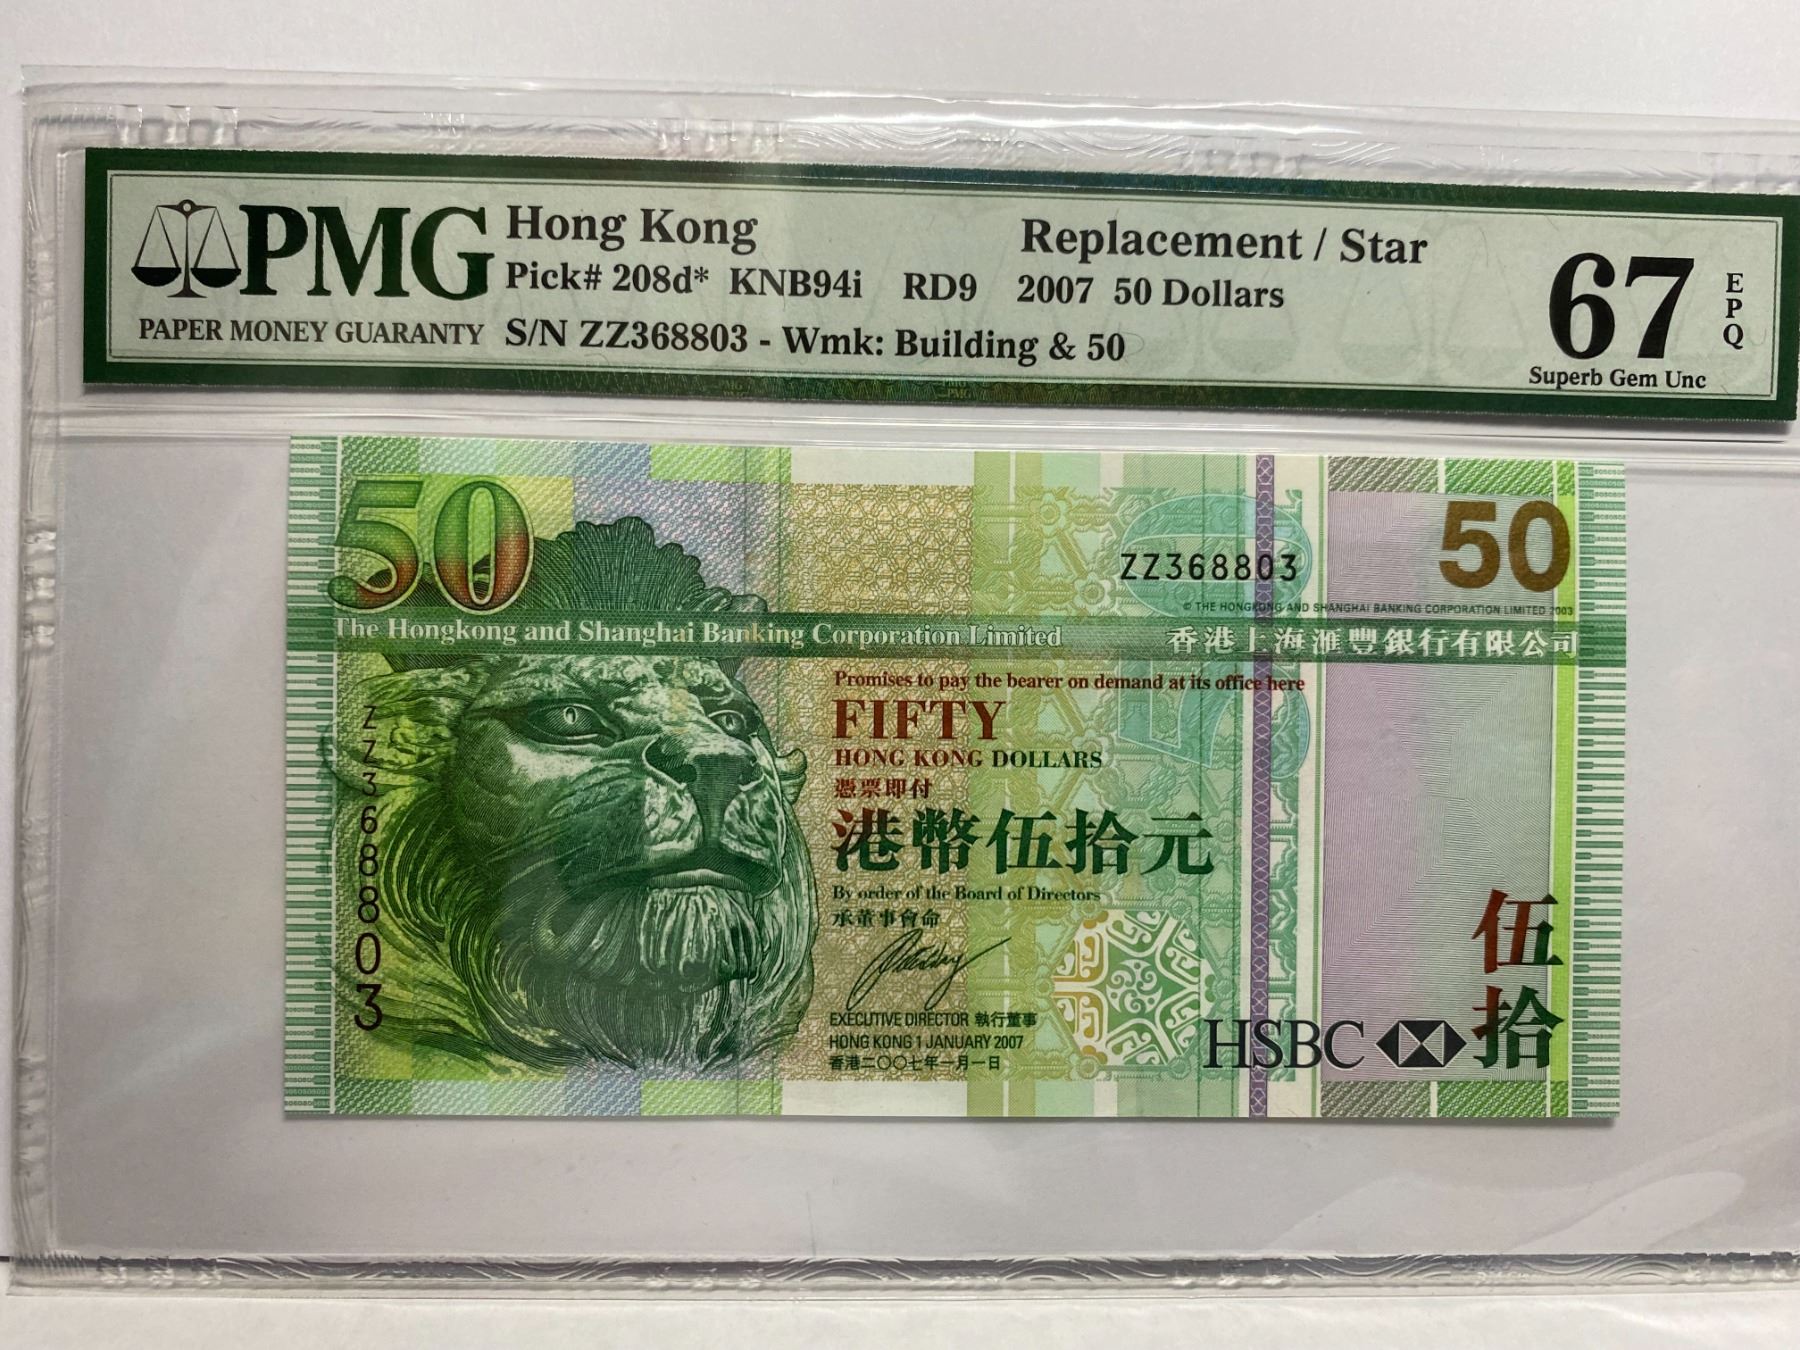 PMG
PAPER MONEY GUARANTY
Hong Kong
Replacement / Star
Pick# 208d* KNB94i RD9 2007 50 Dollars
S/N ZZ368803 - Wmk: Building & 50
67
EPQ
Superb Gem Unc
50
ZZ368803
50
© THE HONGKONG AND SHANGHAI BANKING CORPORATION LIMITED 2003
The Hongkong and Shanghai Banking Corporation Limited
香港上海滙豐銀行有限公司
Promises to pay the bearer on demand at its office here
FIFTY
HONG KONG DOLLARS
憑票即付
港幣伍拾元
By order of the Board of Directors
承董事會命
EXECUTIVE DIRECTOR 執行董事
HONG KONG 1 JANUARY 2007
香港二〇〇七年一月一日
ZZ368803
HSBC
伍拾